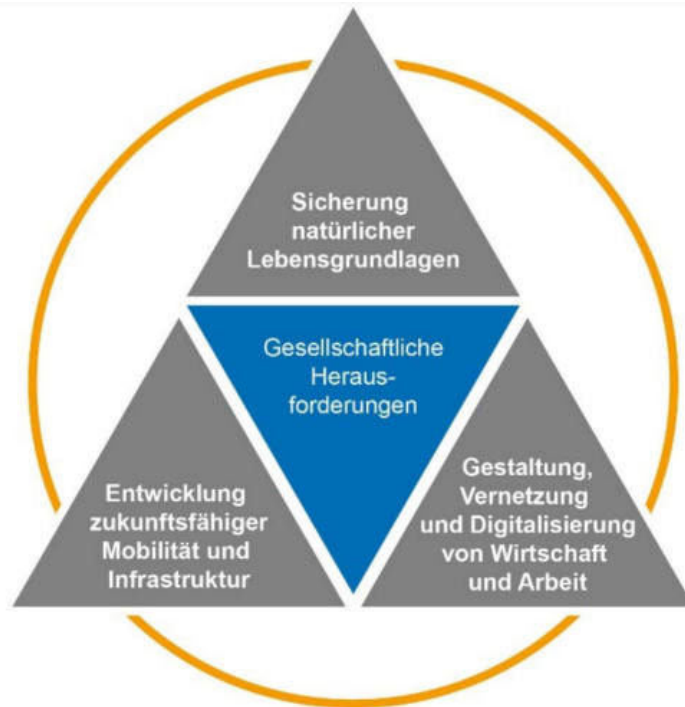 Sicherung
natürlicher
Lebensgrundlagen
Gesellschaftliche
Heraus-
forderungen
Entwicklung
zukunftsfähiger
Mobilität und
Infrastruktur
Gestaltung,
Vernetzung
und Digitalisierung
von Wirtschaft
und Arbeit